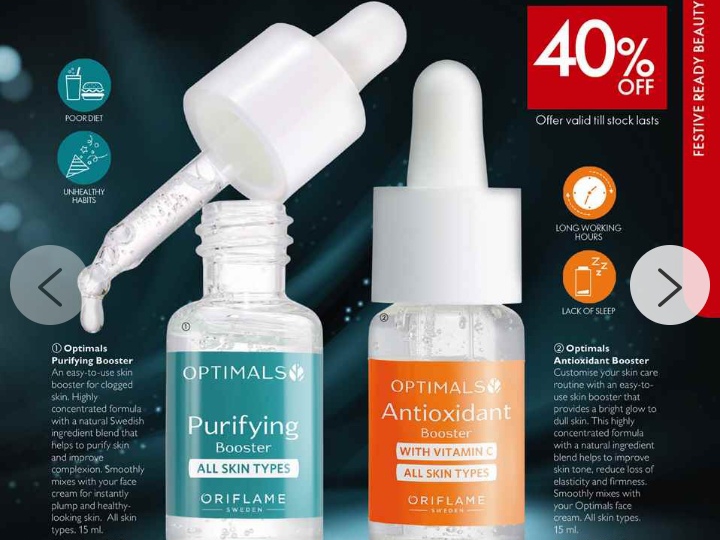 POOR DIET
UNHEALTHY
HABITS
40%
OFF
Offer valid till stock lasts
FESTIVE READY BEAUTY
LONG WORKING
HOURS
LACK OF SLEEP
①
OPTIMALS
Purifying
Booster
ALL SKIN TYPES
ORIFLAME
SWEDEN
②
OPTIMALS
Antioxidant
Booster
WITH VITAMIN C
ALL SKIN TYPES
ORIFLAME
SWEDEN
① Optimals
Purifying Booster
An easy-to-use skin
booster for clogged
skin. Highly
concentrated formula
with a natural Swedish
ingredient blend that
helps to purify skin
and improve
complexion. Smoothly
mixes with your face
cream for instantly
plump and healthy-
looking skin. All skin
types. 15 ml.
② Optimals
Antioxidant Booster
Customise your skin care
routine with an easy-to-
use skin booster that
provides a bright glow to
dull skin. This highly
concentrated formula
with a natural ingredient
blend helps to improve
skin tone, reduce loss of
elasticity and firmness.
Smoothly mixes with
your Optimals face
cream. All skin types.
15 ml.